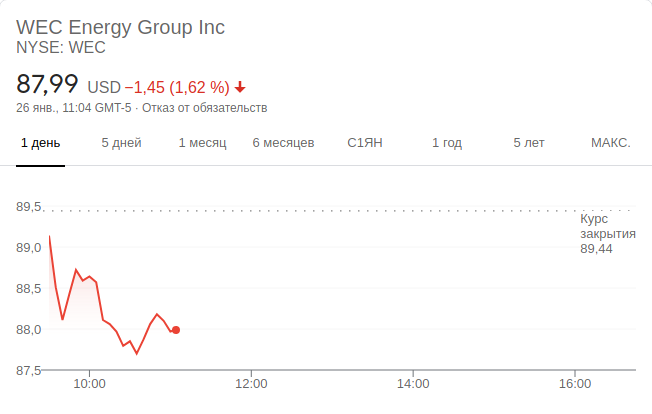 WEC Energy Group Inc
NYSE: WEC
87,99 USD −1,45 (1,62 %)
26 янв., 11:04 GMT-5 · Отказ от обязательств
1 день 5 дней 1 месяц 6 месяцев С1ЯН 1 год 5 лет МАКС.
89,5
Курс
закрытия
89,44
89,0
88,5
88,0
87,5
10:00 12:00 14:00 16:00